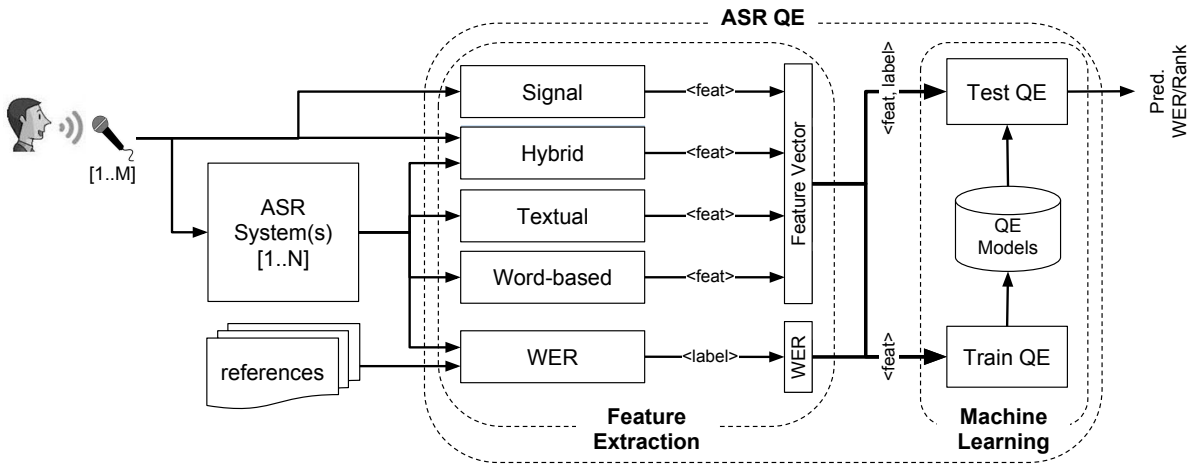 ASR QE
[1..M]
ASR
System(s)
[1..N]
references
Signal
<feat>
Hybrid
<feat>
Textual
<feat>
Word-based
<feat>
WER
<label>
Feature Vector
WER
Feature
Extraction
<feat, label>
<feat>
Test QE
QE
Models
Train QE
Machine
Learning
Pred.
WER/Rank